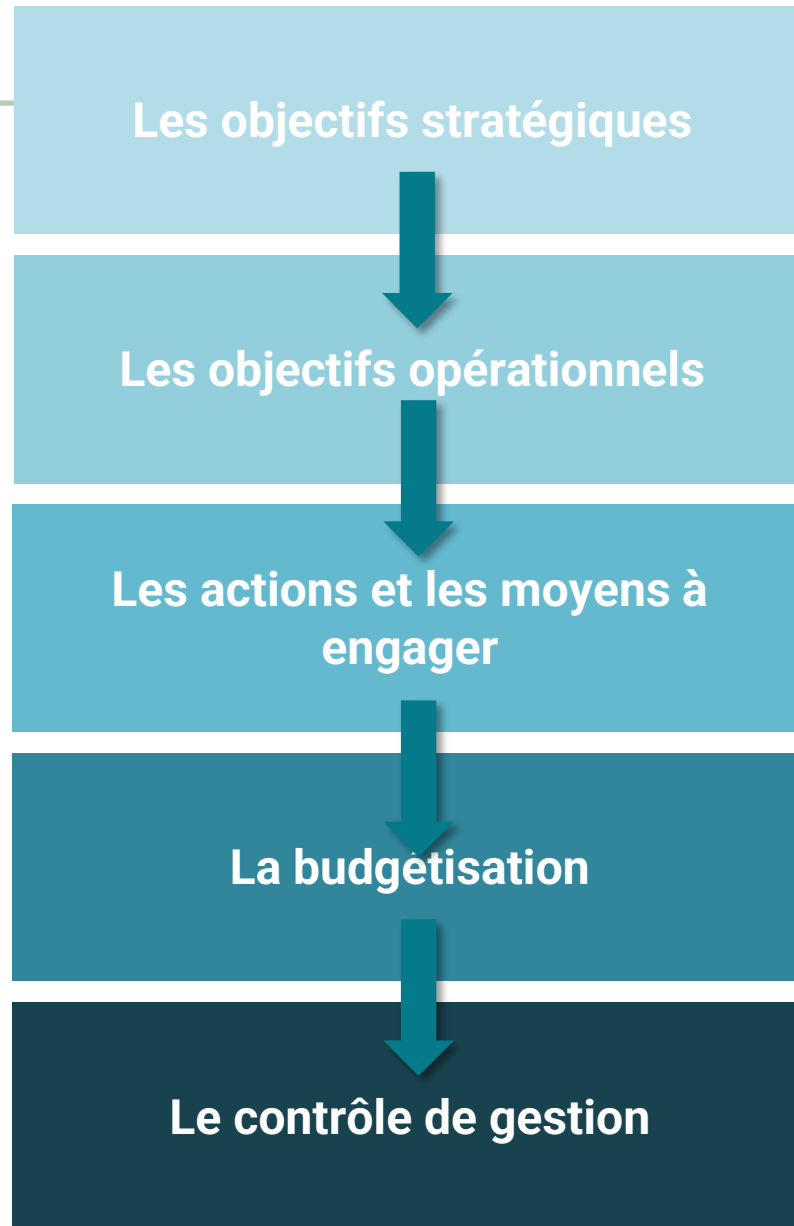 Les objectifs stratégiques
Les objectifs opérationnels
Les actions et les moyens à
engager
La budgétisation
Le contrôle de gestion